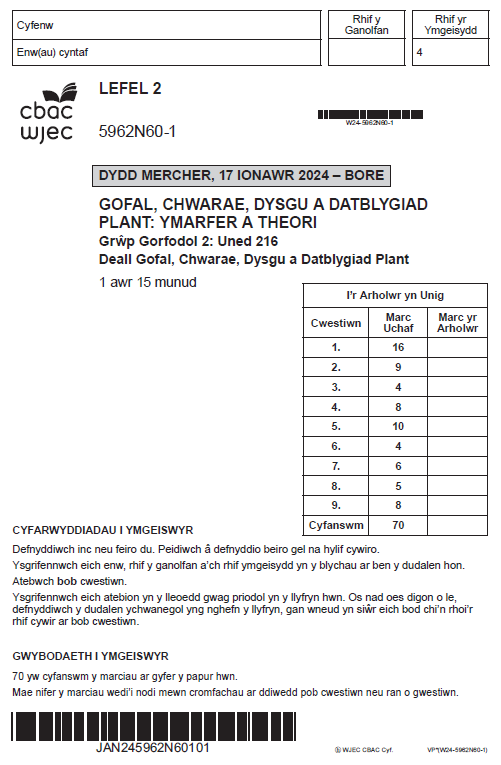 Cyfenw
Rhif y
Ganolfan
Rhif yr
Ymgeisydd
Enw(au) cyntaf
4
cbac
wjec
LEFEL 2
5962N60-1
W24-5962N60-1
DYDD MERCHER, 17 IONAWR 2024 – BORE
GOFAL, CHWARAE, DYSGU A DATBLYGIAD
PLANT: YMARFER A THEORI
Grŵp Gorfodol 2: Uned 216
Deall Gofal, Chwarae, Dysgu a Datblygiad Plant
1 awr 15 munud
I'r Arholwr yn Unig
Cwestiwn
Marc
Uchaf
Marc yr
Arholwr
1. 16
2. 9
3. 4
4. 8
5. 10
6. 4
7. 6
8. 5
9. 8
Cyfanswm 70
CYFARWYDDIADAU I YMGEISWYR
Defnyddiwch inc neu feiro du. Peidiwch â defnyddio beiro gel na hylif cywiro.
Ysgrifennwch eich enw, rhif y ganolfan a'ch rhif ymgeisydd yn y blychau ar ben y dudalen hon.
Atebwch bob cwestiwn.
Ysgrifennwch eich atebion yn y lleoedd gwag priodol yn y llyfryn hwn. Os nad oes digon o le,
defnyddiwch y dudalen ychwanegol yng nghefn y llyfryn, gan wneud yn siŵr eich bod chi'n rhoi'r
rhif cywir ar bob cwestiwn.
GWYBODAETH I YMGEISWYR
70 yw cyfanswm y marciau ar gyfer y papur hwn.
Mae nifer y marciau wedi'i nodi mewn cromfachau ar ddiwedd pob cwestiwn neu ran o gwestiwn.
JAN245962N60101
Ⓗ WJEC CBAC Cyf.
VP*(W24-5962N60-1)